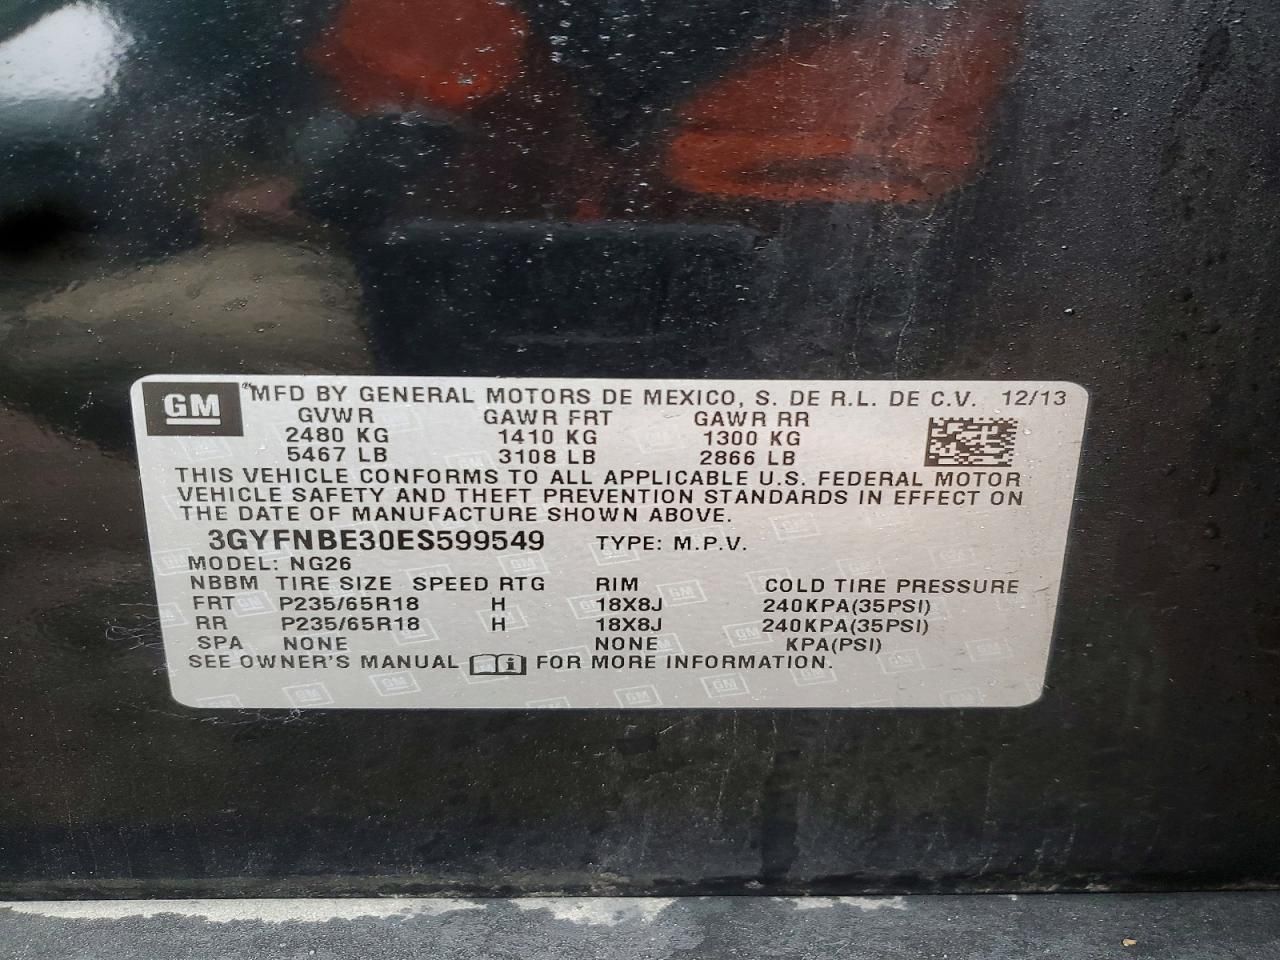 GM MFD BY GENERAL MOTORS DE MEXICO, S. DE R.L. DE C.V. 12/13
GVWR GAWR FRT GAWR RR
2480 KG 1410 KG 1300 KG
5467 LB 3108 LB 2866 LB
THIS VEHICLE CONFORMS TO ALL APPLICABLE U.S. FEDERAL MOTOR
VEHICLE SAFETY AND THEFT PREVENTION STANDARDS IN EFFECT ON
THE DATE OF MANUFACTURE SHOWN ABOVE.
3GYFNBE30ES599549 TYPE: M.P.V.
MODEL: NG26
NBBM TIRE SIZE SPEED RTG RIM COLD TIRE PRESSURE
FRT P235/65R18 H 18X8J 240KPA(35PSI)
RR P235/65R18 H 18X8J 240KPA(35PSI)
SPA NONE NONE KPA(PSI)
SEE OWNER'S MANUAL i FOR MORE INFORMATION.